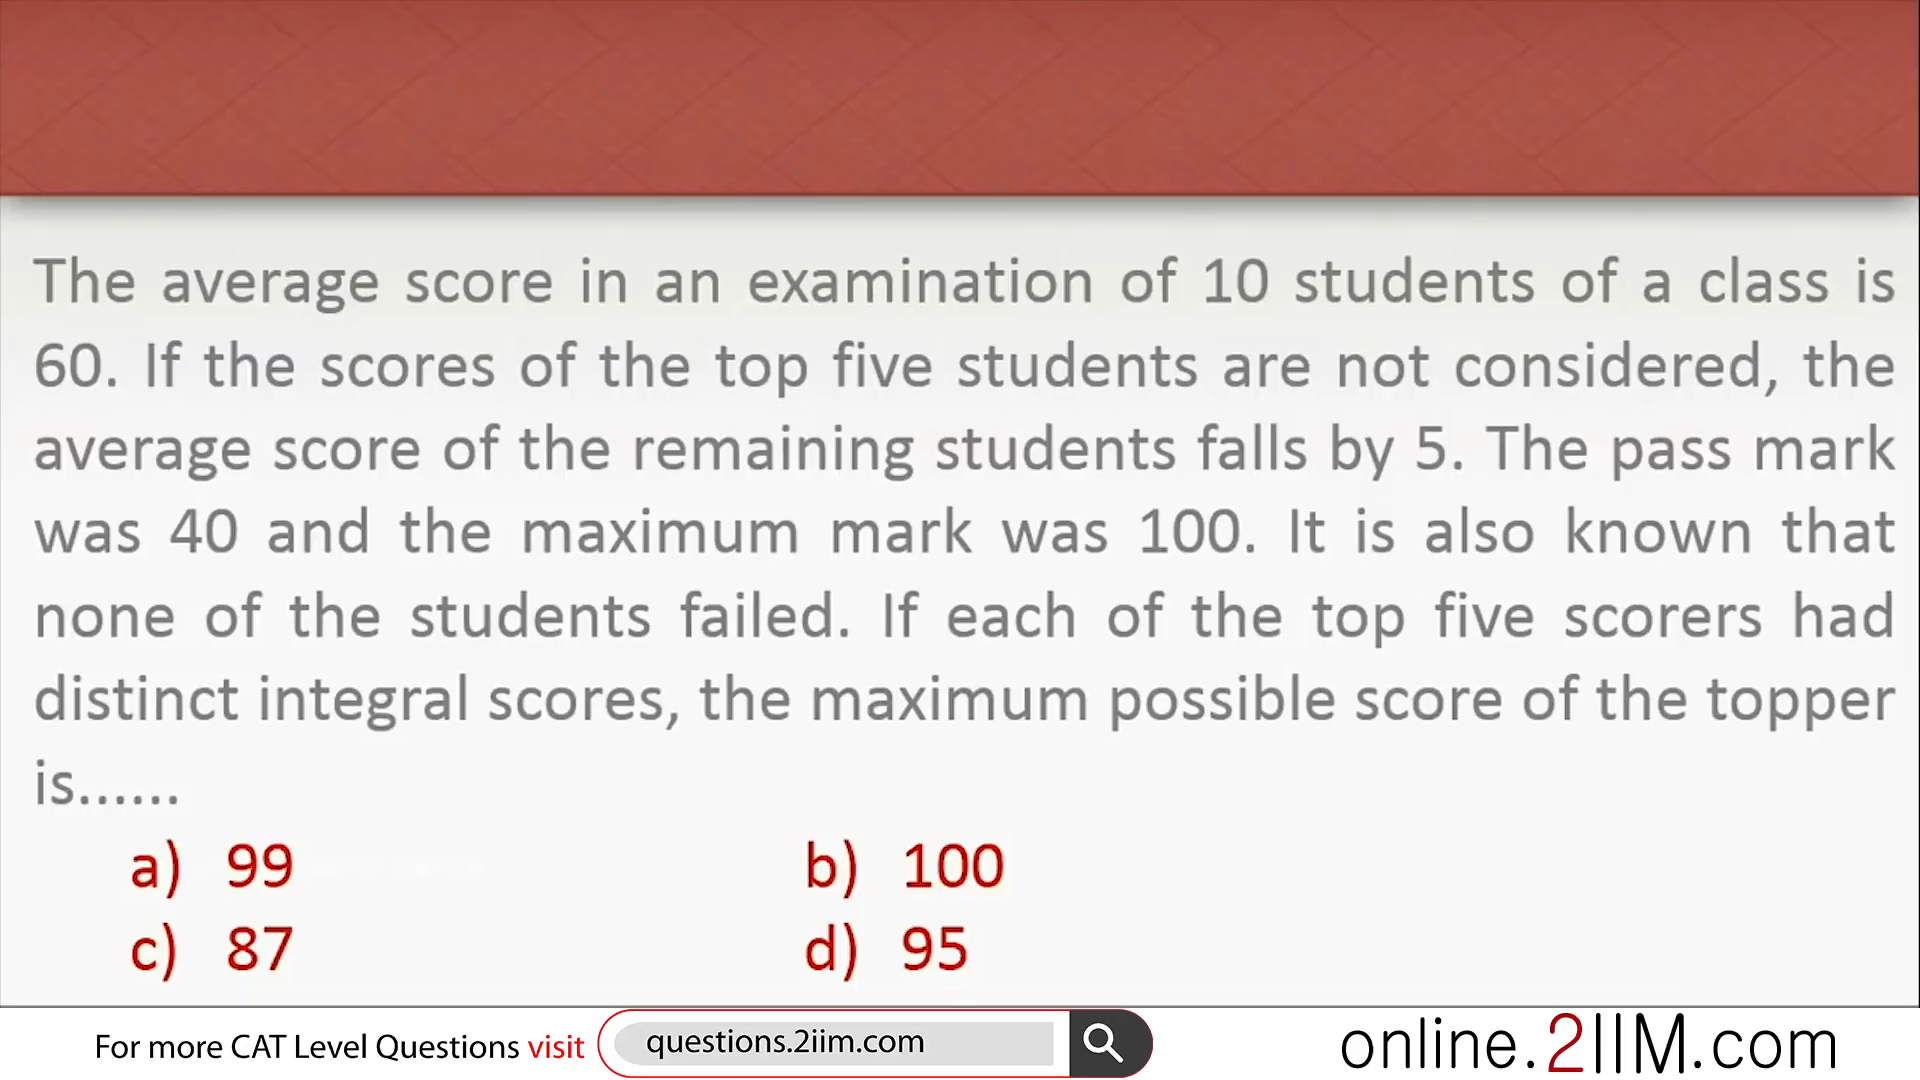 The average score in an examination of 10 students of a class is
60. If the scores of the top five students are not considered, the
average score of the remaining students falls by 5. The pass mark
was 40 and the maximum mark was 100. It is also known that
none of the students failed. If each of the top five scorers had
distinct integral scores, the maximum possible score of the topper
is......
a) 99 b) 100
c) 87 d) 95
For more CAT Level Questions visit questions.2iim.com online.2IIM.com